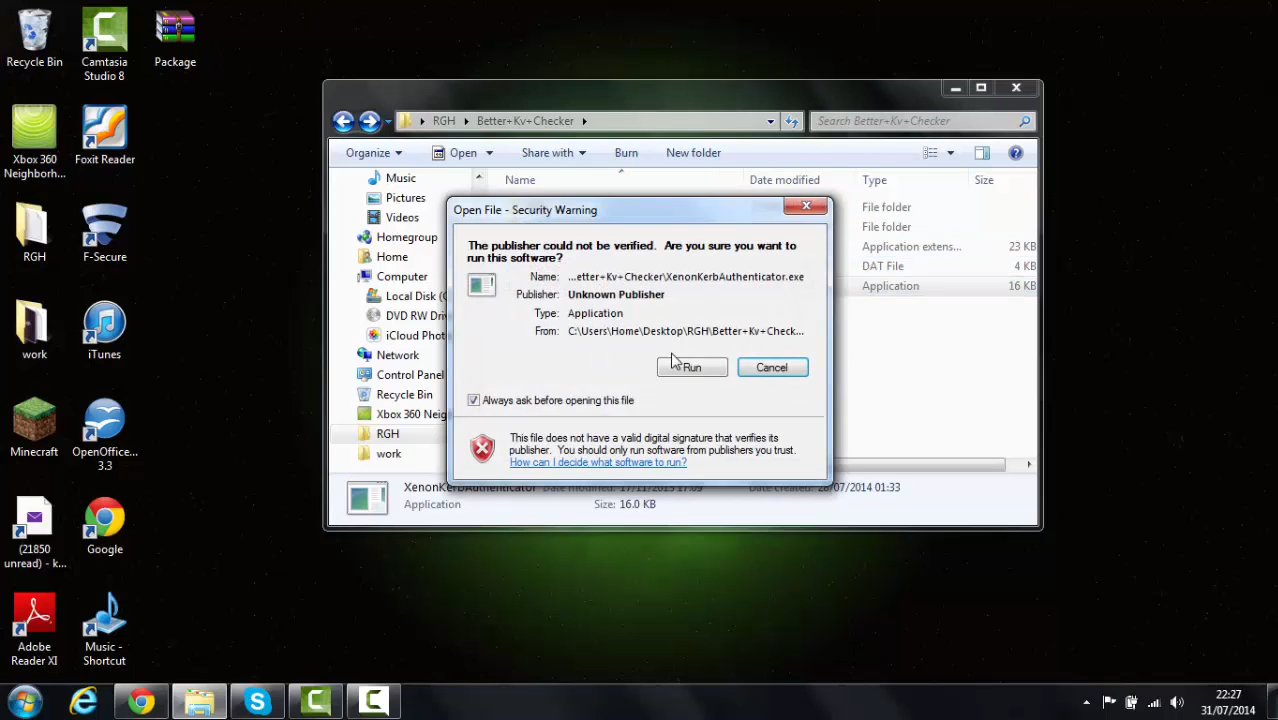 Recycle Bin
Camtasia
Studio 8
Package
Xbox 360
Neighborh...
Foxit Reader
RGH
F-Secure
work
iTunes
Minecraft
OpenOffice...
3.3
(21850
unread) - k...
Google
Adobe
Reader XI
Music -
Shortcut
RGH
Better+Kv+Checker
Search Better+Kv+Checker
Organize
Open
Share with
Burn
New folder
Music
Pictures
Videos
Homegroup
Home
Computer
Local Disk (
DVD RW Dri
iCloud Phot
Network
Control Panel
Recycle Bin
Xbox 360 Neig
RGH
work
Name
Date modified
Type
Size
File folder
File folder
Application extens...
23 KB
DAT File
4 KB
Application
16 KB
Open File - Security Warning
The publisher could not be verified. Are you sure you want to
run this software?
Name: ...etter+Kv+Checker\XenonKerbAuthenticator.exe
Publisher: Unknown Publisher
Type: Application
From: C:\Users\Home\Desktop\RGH\Better+Kv+Check...
Run
Cancel
Always ask before opening this file
This file does not have a valid digital signature that verifies its
publisher. You should only run software from publishers you trust.
How can I decide what software to run?
XenonKerbAuthenticator Date modified:
Date created: 28/07/2014 01:33
Application
Size: 16.0 KB
22:27
31/07/2014